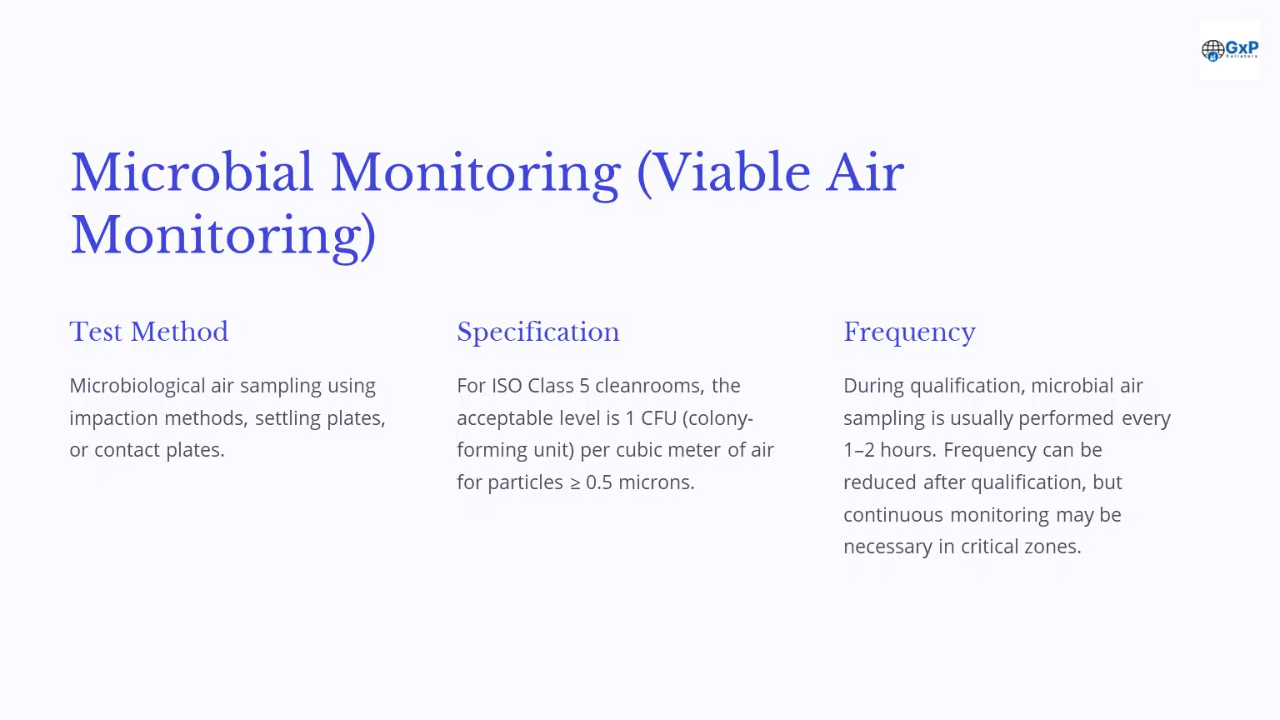 GxP
Microbial Monitoring (Viable Air
Monitoring)
Test Method
Microbiological air sampling using
impaction methods, settling plates,
or contact plates.
Specification
For ISO Class 5 cleanrooms, the
acceptable level is 1 CFU (colony-
forming unit) per cubic meter of air
for particles ≥ 0.5 microns.
Frequency
During qualification, microbial air
sampling is usually performed every
1–2 hours. Frequency can be
reduced after qualification, but
continuous monitoring may be
necessary in critical zones.